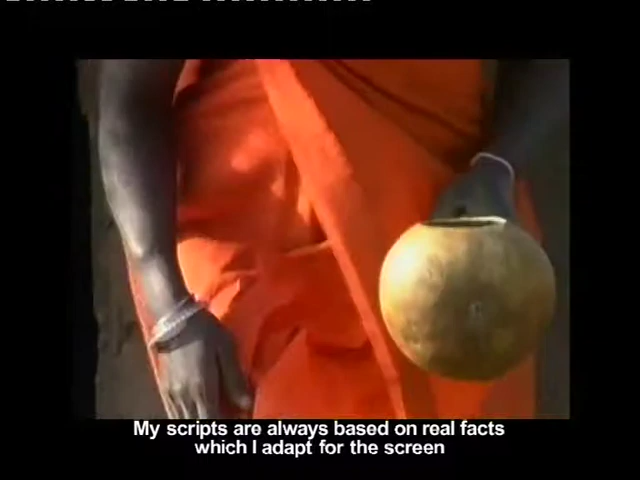 My scripts are always based on real facts
which I adapt for the screen